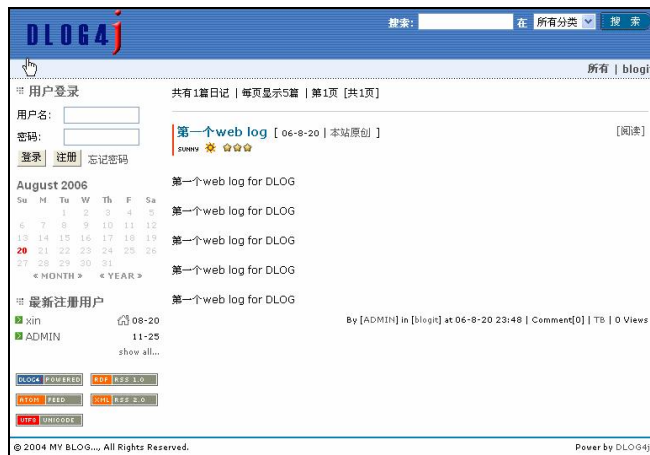 DLOG4j
搜索: 在 所有分类 搜 索
所有 | blogit
用户登录
用户名:
密码:
登录 注册 忘记密码
August 2006
Su M Tu W Th F Sa
1 2 3 4 5
6 7 8 9 10 11 12
13 14 15 16 17 18 19
20 21 22 23 24 25 26
27 28 29 30 31
« MONTH » « YEAR »
最新注册用户
xin 08-20
ADMIN 11-25
show all...
DLOG4 POWERED RDF RSS 1.0
ATOM FEED XML RSS 2.0
UTF8 UNICODE
共有1篇日记 | 每页显示5篇 | 第1页 [共1页]
第一个web log [ 06-8-20 | 本站原创 ] [阅读]
SUNNY
第一个web log for DLOG
第一个web log for DLOG
第一个web log for DLOG
第一个web log for DLOG
第一个web log for DLOG
By [ADMIN] in [blogit] at 06-8-20 23:48 | Comment[0] | TB | 0 Views
© 2004 MY BLOG..., All Rights Reserved. Power by DLOG4j